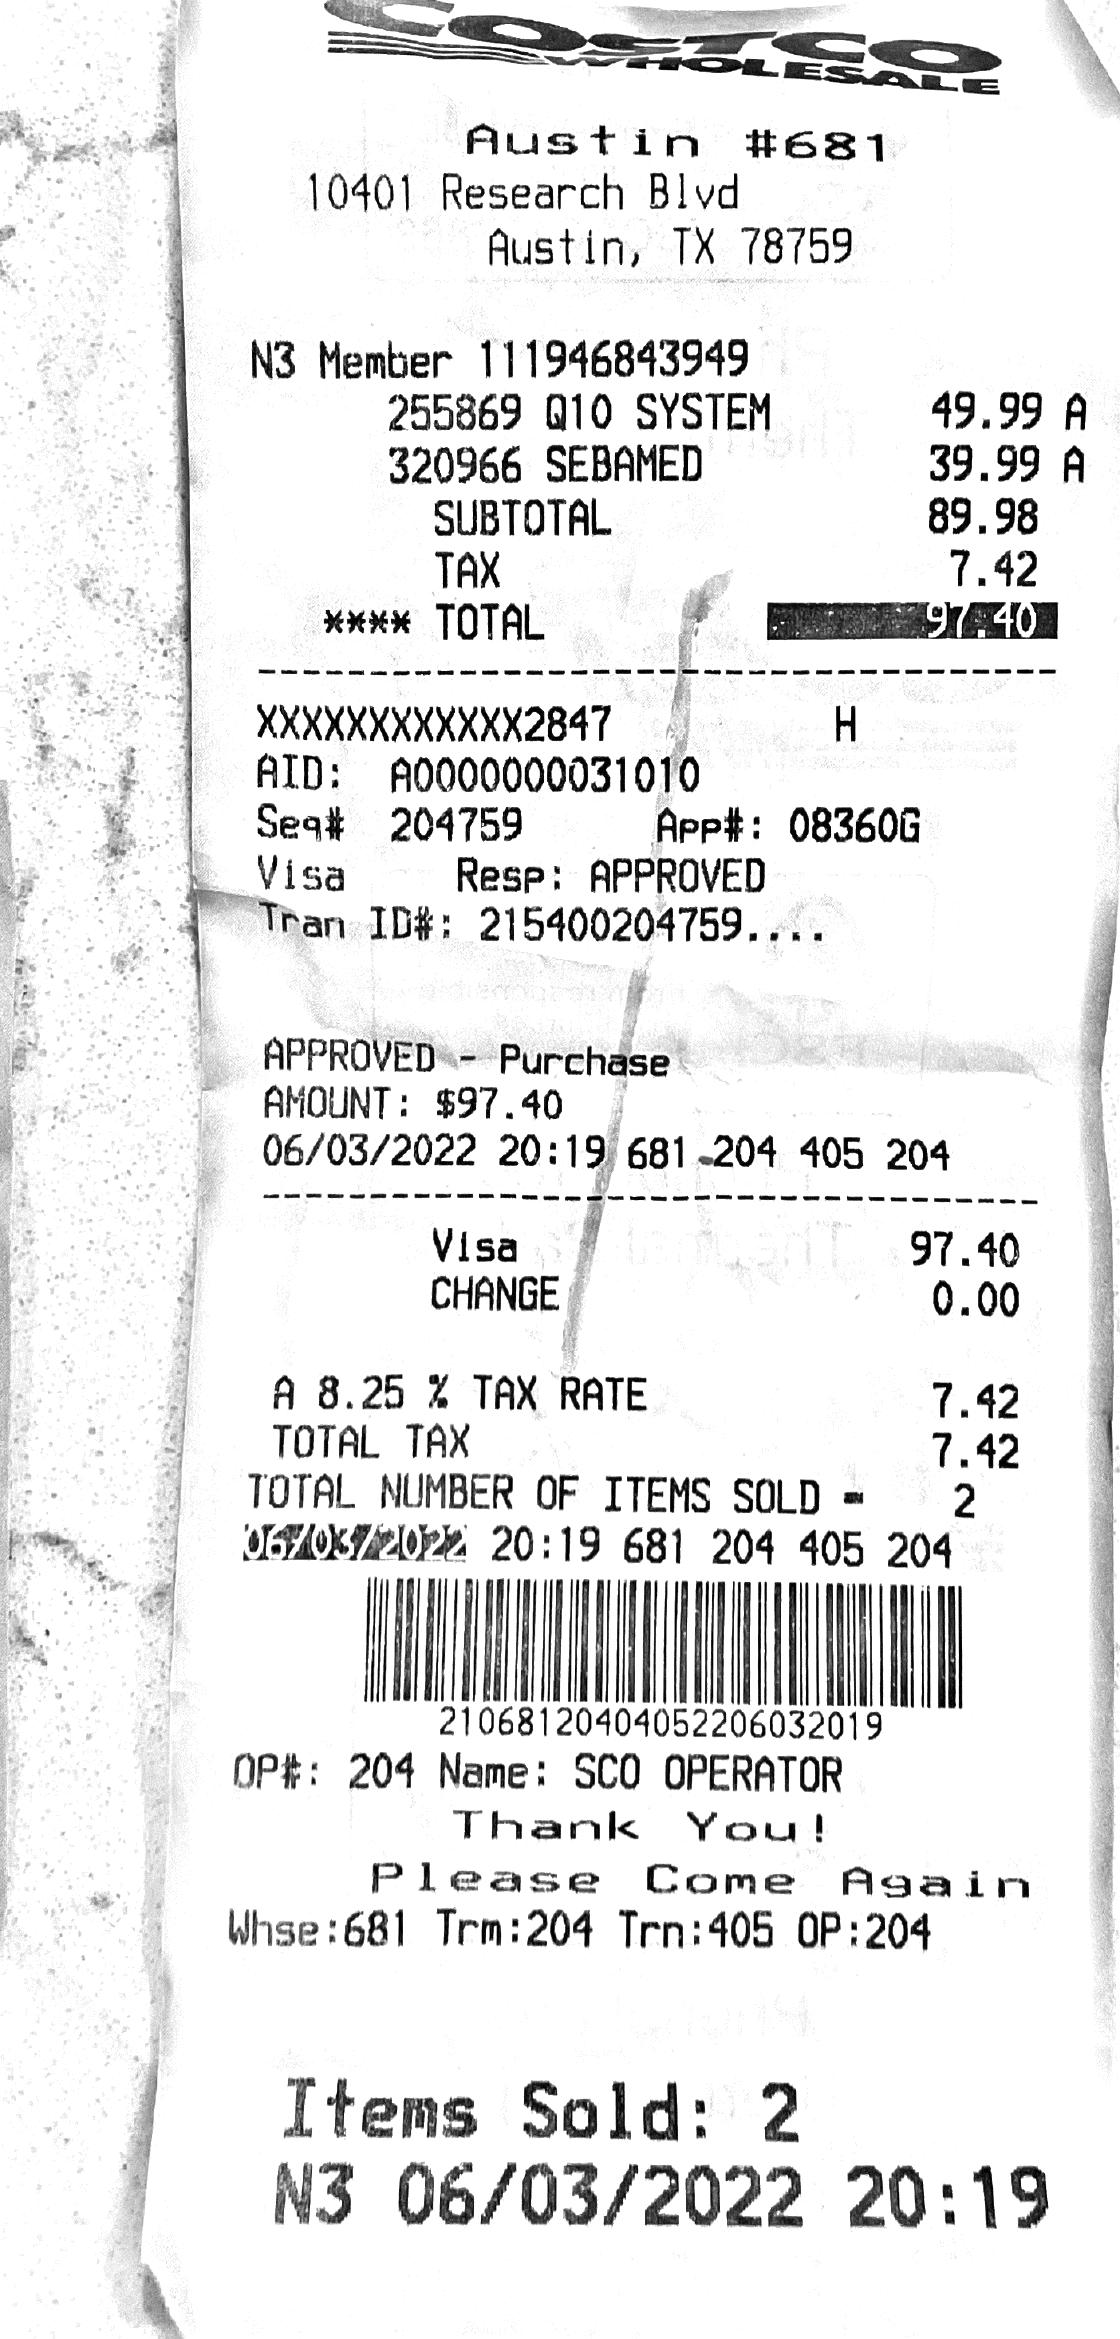 COSTCO
WHOLESALE
Austin #681
10401 Research Blvd
Austin, TX 78759
N3 Member 111946843949
255869 Q10 SYSTEM 49.99 A
320966 SEBAMED 39.99 A
SUBTOTAL 89.98
TAX 7.42
**** TOTAL 97.40
XXXXXXXXXXXX2847 H
AID: A0000000031010
Seq# 204759 App#: 08360G
Visa Resp: APPROVED
Tran ID#: 215400204759....
APPROVED - Purchase
AMOUNT: $97.40
06/03/2022 20:19 681 204 405 204
Visa 97.40
CHANGE 0.00
A 8.25 % TAX RATE 7.42
TOTAL TAX 7.42
TOTAL NUMBER OF ITEMS SOLD = 2
06/03/2022 20:19 681 204 405 204
21068120404052206032019
OP#: 204 Name: SCO OPERATOR
Thank You!
Please Come Again
Whse:681 Trm:204 Trn:405 OP:204
Items Sold: 2
N3 06/03/2022 20:19